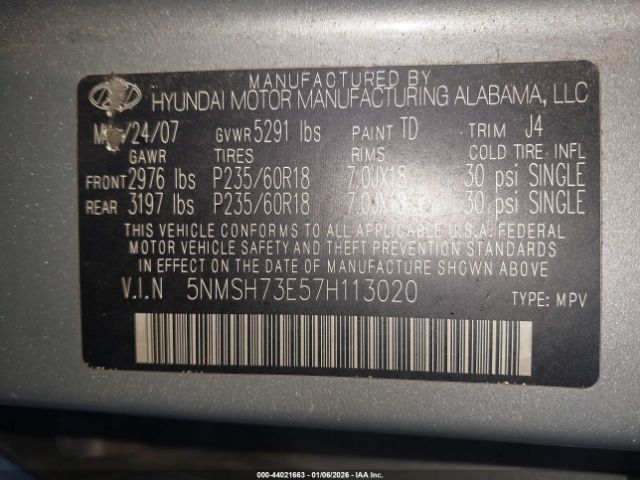 MANUFACTURED BY
HYUNDAI MOTOR MANUFACTURING ALABAMA, LLC
/24/07 GVWR 5291 lbs PAINT TD TRIM J4
GAWR TIRES RIMS COLD TIRE INFL
FRONT 2976 lbs P235/60R18 7.0JX18 30 psi SINGLE
REAR 3197 lbs P235/60R18 7.0JX18 30 psi SINGLE
THIS VEHICLE CONFORMS TO ALL APPLICABLE U.S.A. FEDERAL
MOTOR VEHICLE SAFETY AND THEFT PREVENTION STANDARDS
IN EFFECT ON THE DATE OF MANUFACTURE SHOWN ABOVE.
V.I.N 5NMSH73E57H113020 TYPE: MPV
000-44021663 - 01/06/2026 - IAA Inc.